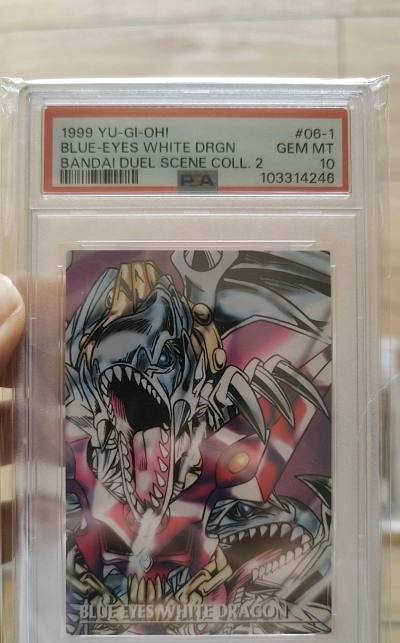 1999 YU-GI-OH! #06-1
BLUE-EYES WHITE DRGN GEM MT
BANDAI DUEL SCENE COLL. 2 10
PSA 103314246
BLUE EYES WHITE DRAGON